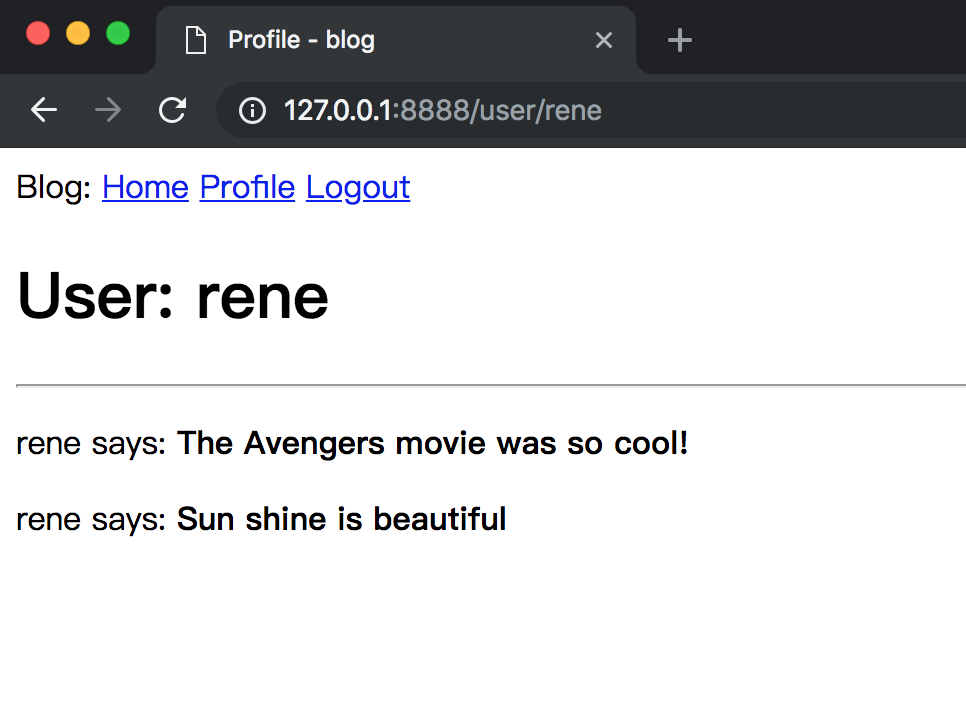 Profile - blog
127.0.0.1:8888/user/rene
Blog: Home Profile Logout
User: rene
rene says: The Avengers movie was so cool!
rene says: Sun shine is beautiful